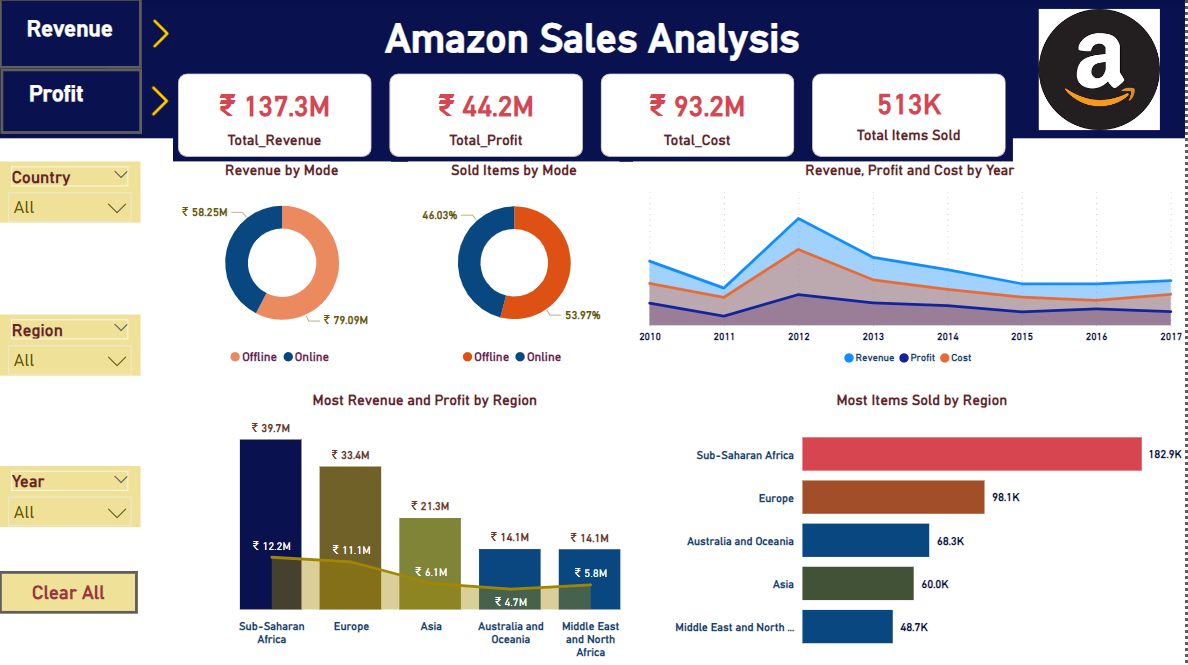 Revenue
Profit
Amazon Sales Analysis
a
₹ 137.3M
Total_Revenue
₹ 44.2M
Total_Profit
₹ 93.2M
Total_Cost
513K
Total Items Sold
Country
All
Region
All
Year
All
Clear All
Revenue by Mode
₹ 58.25M
₹ 79.09M
Offline Online
Sold Items by Mode
46.03%
53.97%
Offline Online
Revenue, Profit and Cost by Year
2010 2011 2012 2013 2014 2015 2016 2017
Revenue Profit Cost
Most Revenue and Profit by Region
₹ 39.7M
₹ 33.4M
₹ 21.3M
₹ 14.1M
₹ 14.1M
₹ 12.2M
₹ 11.1M
₹ 6.1M
₹ 4.7M
₹ 5.8M
Sub-Saharan
Africa
Europe
Asia
Australia and
Oceania
Middle East
and North
Africa
Most Items Sold by Region
Sub-Saharan Africa 182.9K
Europe 98.1K
Australia and Oceania 68.3K
Asia 60.0K
Middle East and North ... 48.7K